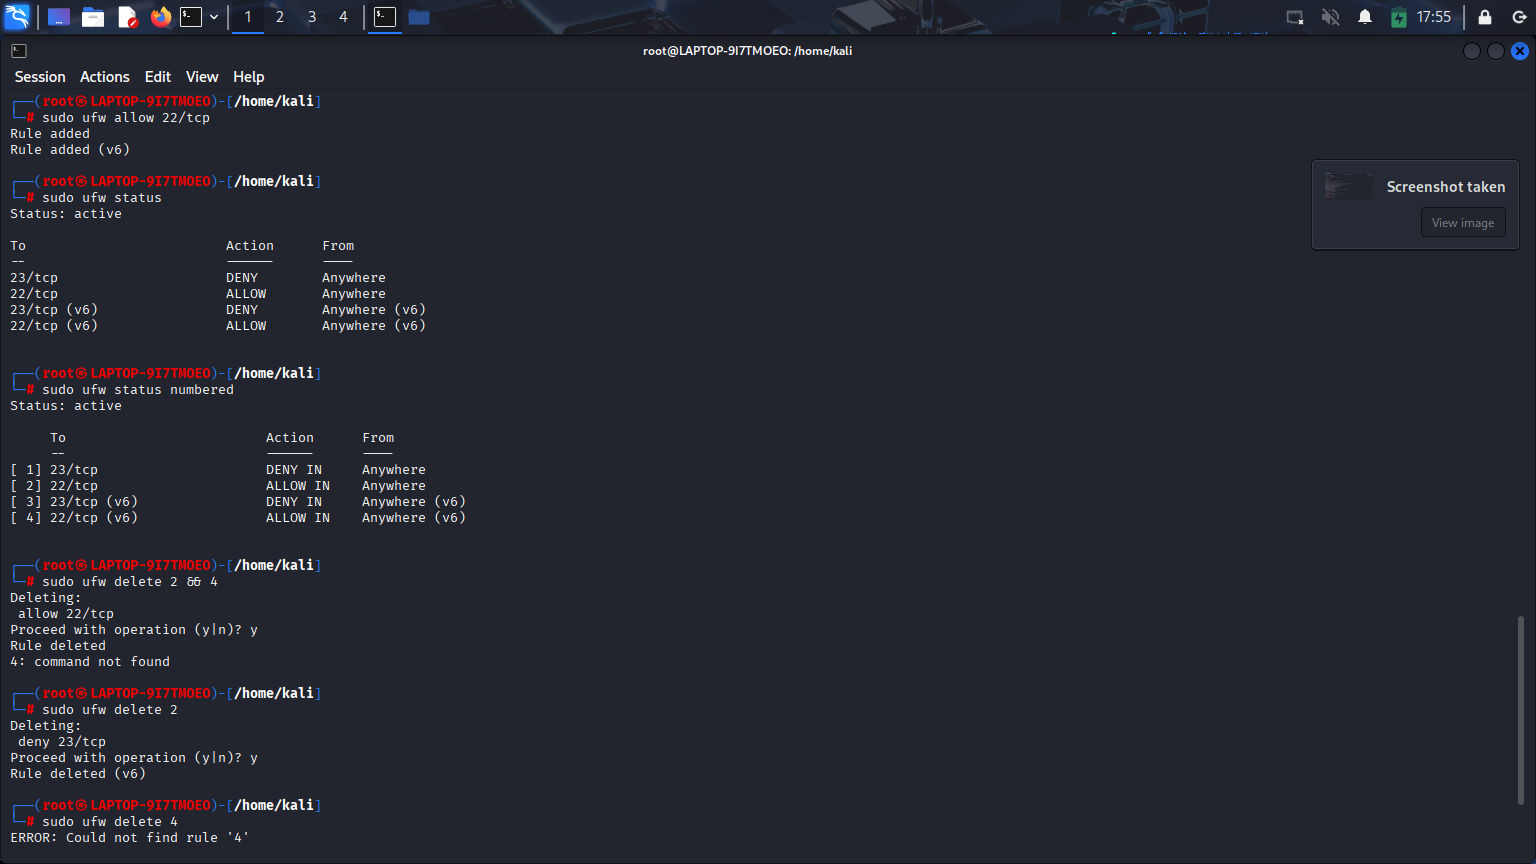 1 2 3 4
17:55
root@LAPTOP-9I7TMOEO: /home/kali
Session Actions Edit View Help
┌──(root㉿LAPTOP-9I7TMOEO)-[/home/kali]
└─# sudo ufw allow 22/tcp
Rule added
Rule added (v6)
┌──(root㉿LAPTOP-9I7TMOEO)-[/home/kali]
└─# sudo ufw status
Status: active
To Action From
-- ------ ----
23/tcp DENY Anywhere
22/tcp ALLOW Anywhere
23/tcp (v6) DENY Anywhere (v6)
22/tcp (v6) ALLOW Anywhere (v6)
┌──(root㉿LAPTOP-9I7TMOEO)-[/home/kali]
└─# sudo ufw status numbered
Status: active
To Action From
-- ------ ----
[ 1] 23/tcp DENY IN Anywhere
[ 2] 22/tcp ALLOW IN Anywhere
[ 3] 23/tcp (v6) DENY IN Anywhere (v6)
[ 4] 22/tcp (v6) ALLOW IN Anywhere (v6)
┌──(root㉿LAPTOP-9I7TMOEO)-[/home/kali]
└─# sudo ufw delete 2 && 4
Deleting:
allow 22/tcp
Proceed with operation (y|n)? y
Rule deleted
4: command not found
┌──(root㉿LAPTOP-9I7TMOEO)-[/home/kali]
└─# sudo ufw delete 2
Deleting:
deny 23/tcp
Proceed with operation (y|n)? y
Rule deleted (v6)
┌──(root㉿LAPTOP-9I7TMOEO)-[/home/kali]
└─# sudo ufw delete 4
ERROR: Could not find rule '4'
Screenshot taken
View image